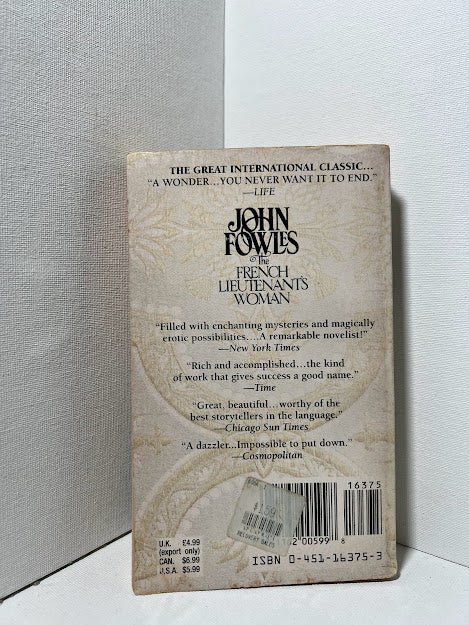 THE GREAT INTERNATIONAL CLASSIC...
"A WONDER...YOU NEVER WANT IT TO END."
—LIFE
JOHN
FOWLES
The
FRENCH
LIEUTENANT'S
WOMAN
"Filled with enchanting mysteries and magically
erotic possibilities....A remarkable novelist!"
—New York Times
"Rich and accomplished...the kind
of work that gives success a good name."
—Time
"Great, beautiful...worthy of the
best storytellers in the language."
—Chicago Sun Times
"A dazzler...Impossible to put down."
—Cosmopolitan
16375
U.K. £4.99
(export only)
CAN. $6.99
U.S.A. $5.99
2 00599 8
ISBN 0-451-16375-3